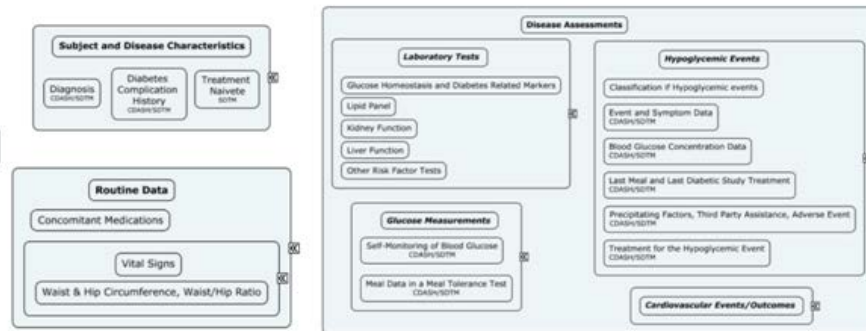 Subject and Disease Characteristics
Diagnosis
CDASH/SDTM
Diabetes
Complication
History
CDASH/SDTM
Treatment
Naivete
SDTM
Routine Data
Concomitant Medications
Vital Signs
Waist & Hip Circumference, Waist/Hip Ratio
Disease Assessments
Laboratory Tests
Glucose Homeostasis and Diabetes Related Markers
Lipid Panel
Kidney Function
Liver Function
Other Risk Factor Tests
Glucose Measurements
Self-Monitoring of Blood Glucose
CDASH/SDTM
Meal Data in a Meal Tolerance Test
CDASH/SDTM
Hypoglycemic Events
Classification if Hypoglycemic events
Event and Symptom Data
CDASH/SDTM
Blood Glucose Concentration Data
CDASH/SDTM
Last Meal and Last Diabetic Study Treatment
CDASH/SDTM
Precipitating Factors, Third Party Assistance, Adverse Event
CDASH/SDTM
Treatment for the Hypoglycemic Event
CDASH/SDTM
Cardiovascular Events/Outcomes